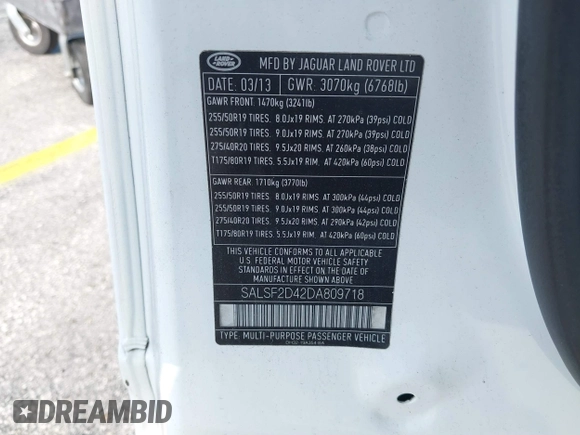 LAND ROVER
MFD BY JAGUAR LAND ROVER LTD
DATE: 03/13 GWR. 3070kg (6768lb)
GAWR FRONT. 1470kg (3241lb)
255/50R19 TIRES. 8.0Jx19 RIMS. AT 270kPa (39psi) COLD
255/50R19 TIRES. 9.0Jx19 RIMS. AT 270kPa (39psi) COLD
275/40R20 TIRES. 9.5Jx20 RIMS. AT 260kPa (38psi) COLD
T175/80R19 TIRES. 5.5Jx19 RIM. AT 420kPa (60psi) COLD
GAWR REAR. 1710kg (3770lb)
255/50R19 TIRES. 8.0Jx19 RIMS. AT 300kPa (44psi) COLD
255/50R19 TIRES. 9.0Jx19 RIMS. AT 300kPa (44psi) COLD
275/40R20 TIRES. 9.5Jx20 RIMS. AT 290kPa (42psi) COLD
T175/80R19 TIRES. 5.5Jx19 RIM. AT 420kPa (60psi) COLD
THIS VEHICLE CONFORMS TO ALL APPLICABLE
U.S. FEDERAL MOTOR VEHICLE SAFETY
STANDARDS IN EFFECT ON THE DATE OF
MANUFACTURE SHOWN ABOVE
SALSF2D42DA809718
TYPE: MULTI-PURPOSE PASSENGER VEHICLE
DREAMBID